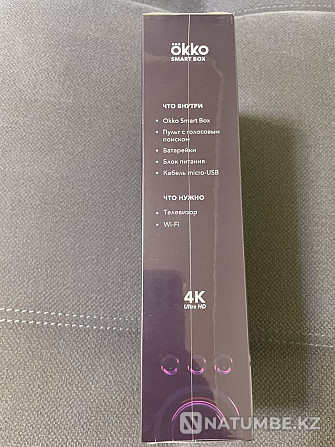 ökko
SMART BOX
ЧТО ВНУТРИ
• Okko Smart Box
• Пульт с голосовым
поиском
• Батарейки
• Блок питания
• Кабель micro-USB
ЧТО НУЖНО
• Телевизор
• Wi-Fi
4K
Ultra HD
NATUMBE.KZ